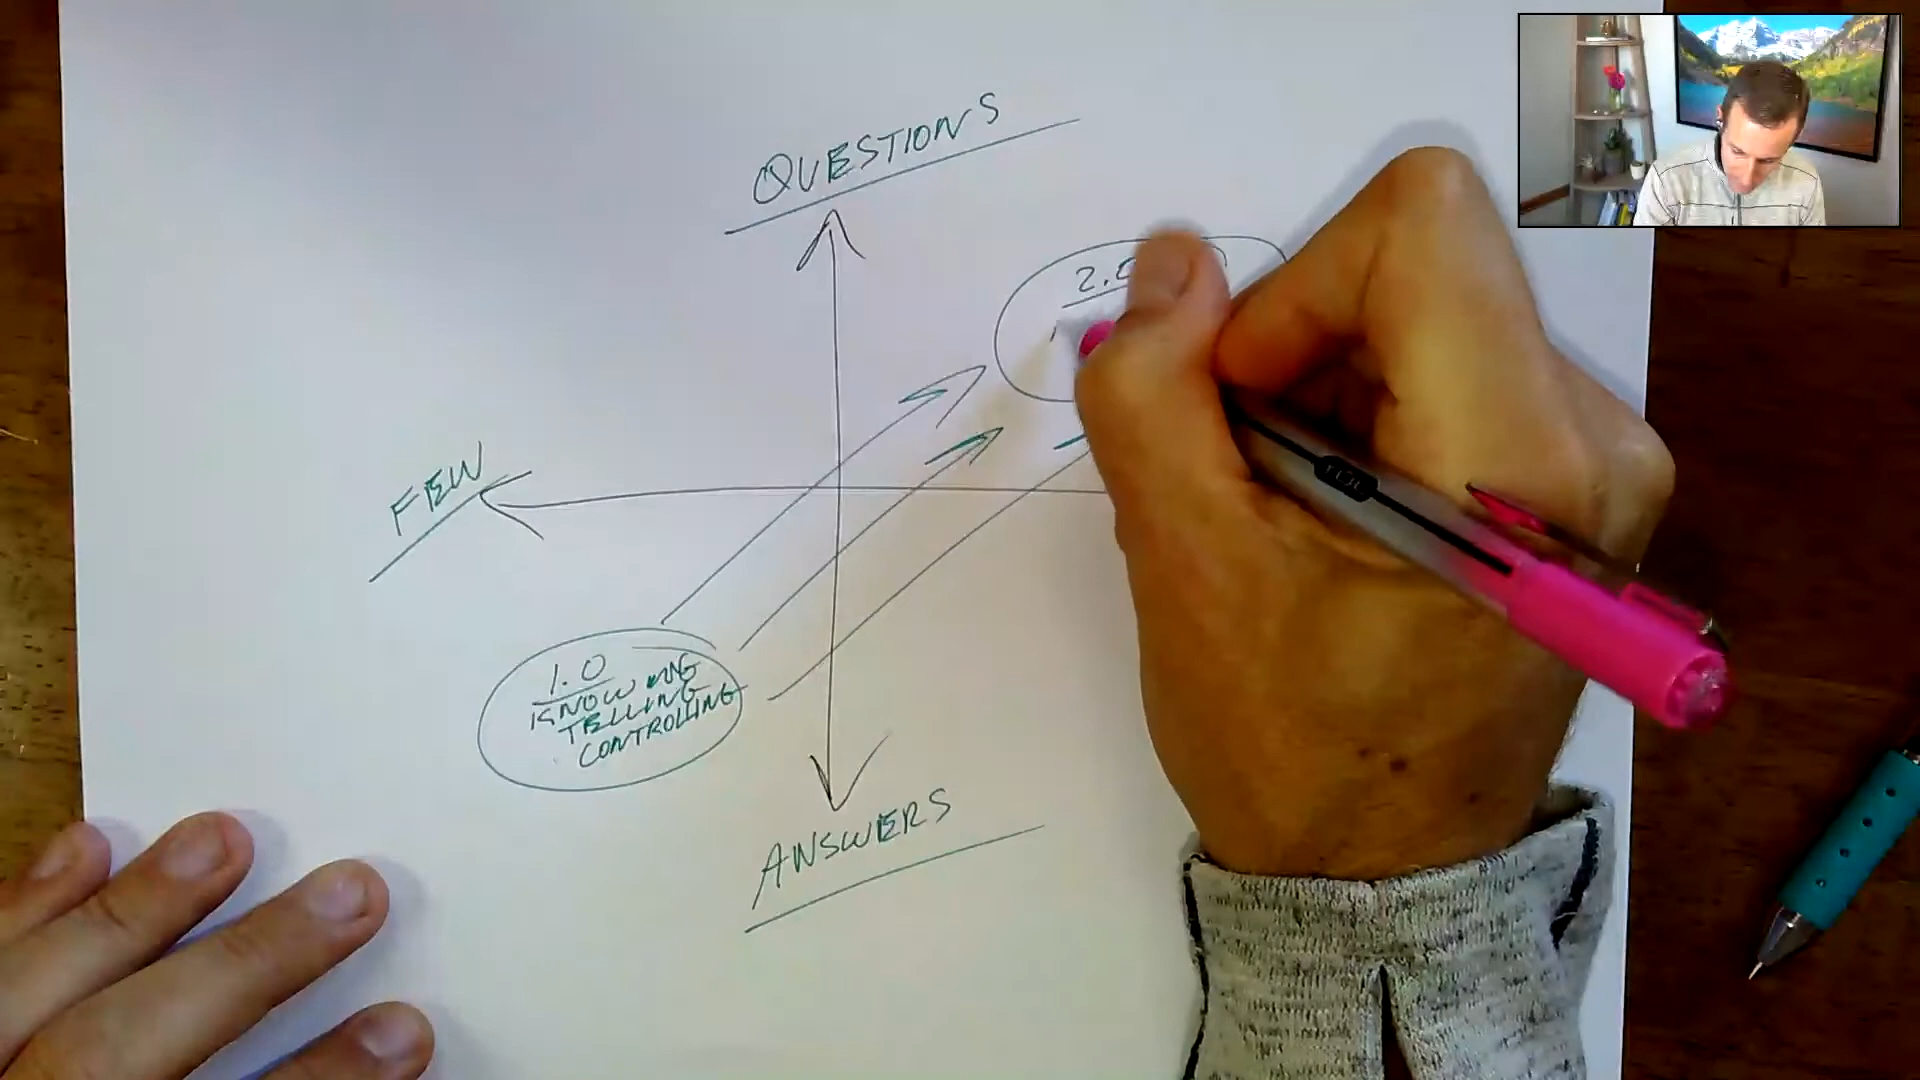 QUESTIONS
FEW
1.0
KNOWING
TELLING
CONTROLLING
ANSWERS